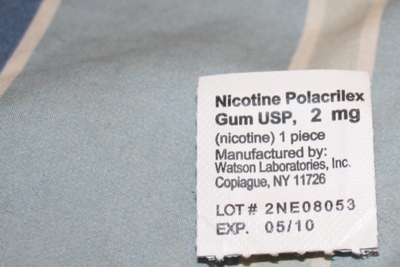 Nicotine Polacrilex
Gum USP, 2 mg
(nicotine) 1 piece
Manufactured by:
Watson Laboratories, Inc.
Copiague, NY 11726
LOT# 2NE08053
EXP. 05/10